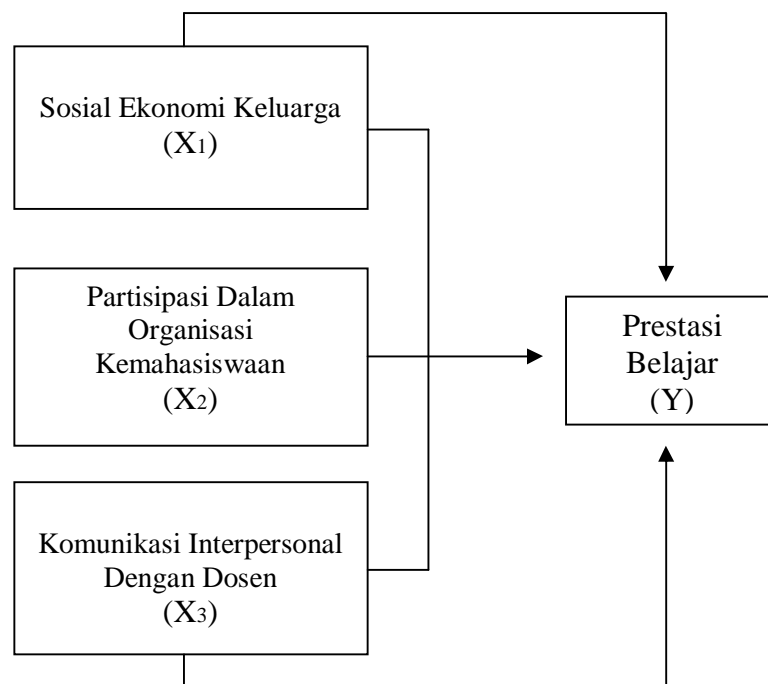 Sosial Ekonomi Keluarga
(X1)
Partisipasi Dalam
Organisasi
Kemahasiswaan
(X2)
Komunikasi Interpersonal
Dengan Dosen
(X3)
Prestasi
Belajar
(Y)